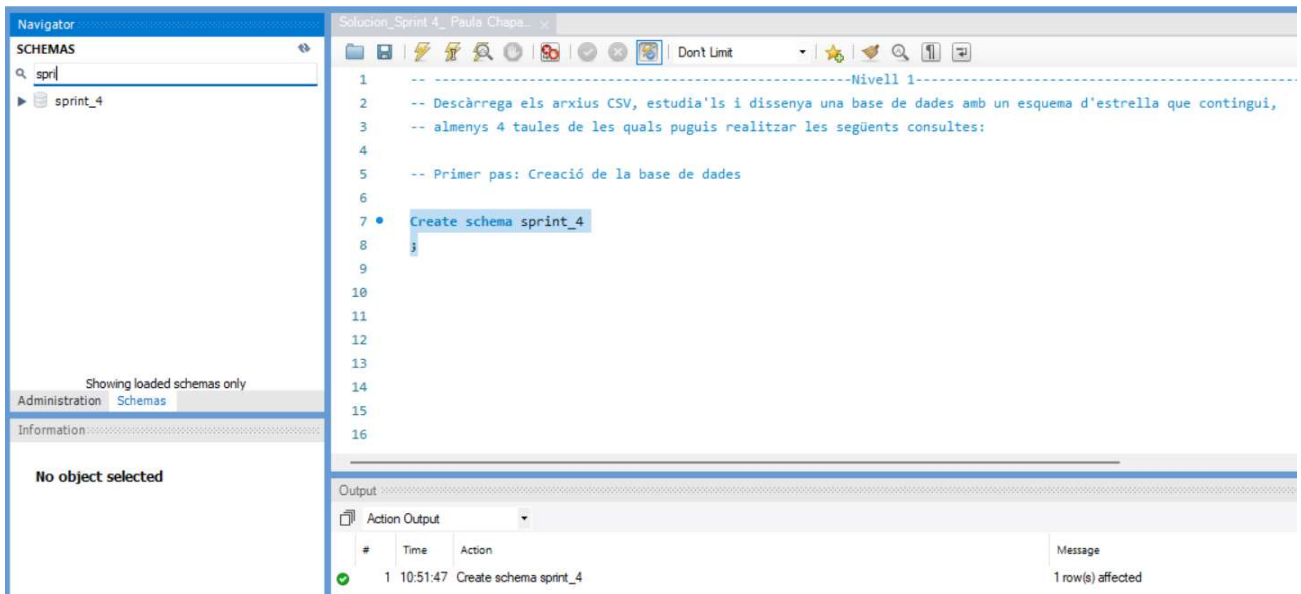 Navigator
SCHEMAS
spri
sprint_4
Showing loaded schemas only
Administration Schemas
Information
No object selected
Solución_Sprint 4_ Paula Chapa...
Don't Limit
1 -- -----------------------------------------------------Nivell 1------------------------------------------------
2 -- Descàrrega els arxius CSV, estudia'ls i dissenya una base de dades amb un esquema d'estrella que contingui,
3 -- almenys 4 taules de les quals puguis realitzar les següents consultes:
4
5 -- Primer pas: Creació de la base de dades
6
7 Create schema sprint_4
8 ;
9
10
11
12
13
14
15
16
Output
Action Output
# Time Action Message
1 10:51:47 Create schema sprint_4 1 row(s) affected